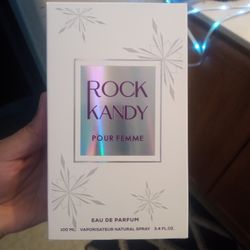 ROCK
KANDY
POUR FEMME
EAU DE PARFUM
100 ML VAPORISATEUR NATURAL SPRAY 3.4 FL.OZ